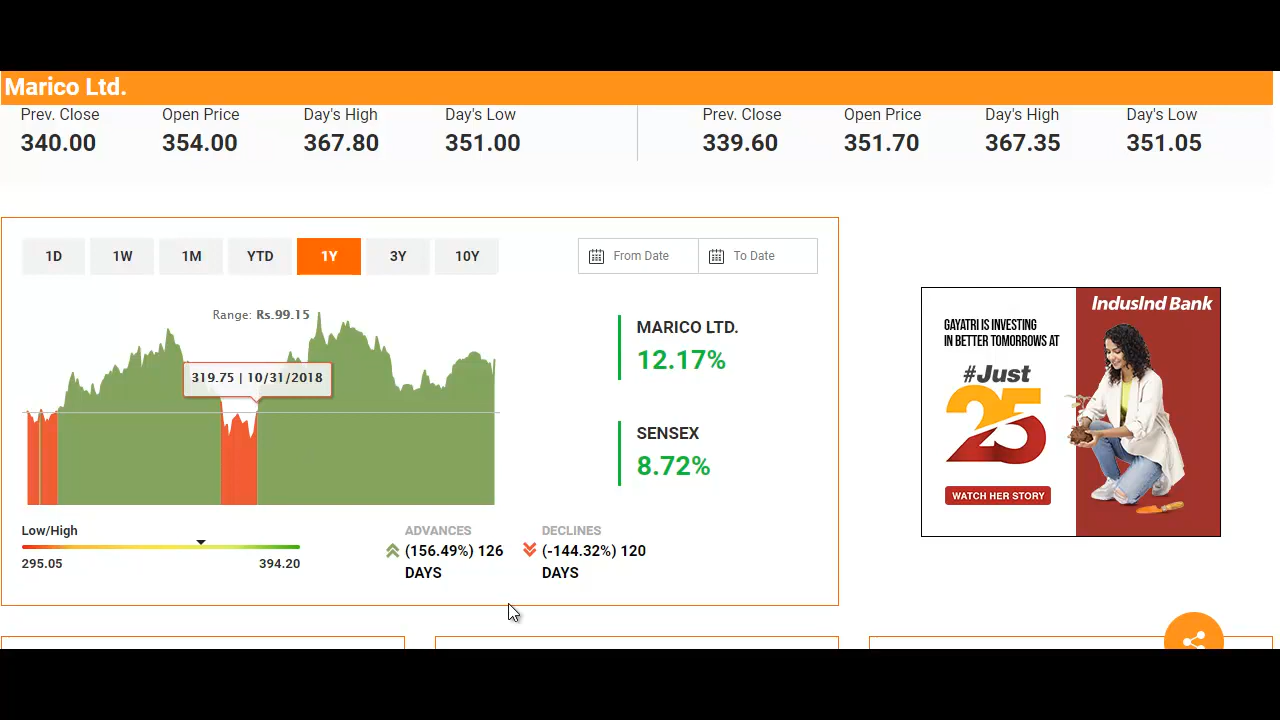 Marico Ltd.
Prev. Close Open Price Day's High Day's Low Prev. Close Open Price Day's High Day's Low
340.00 354.00 367.80 351.00 339.60 351.70 367.35 351.05
1D 1W 1M YTD 1Y 3Y 10Y From Date To Date
Range: Rs.99.15
319.75 | 10/31/2018
MARICO LTD.
12.17%
SENSEX
8.72%
Low/High
295.05 394.20
ADVANCES
(156.49%) 126
DAYS
DECLINES
(-144.32%) 120
DAYS
IndusInd Bank
GAYATRI IS INVESTING
IN BETTER TOMORROWS AT
#Just
25
WATCH HER STORY